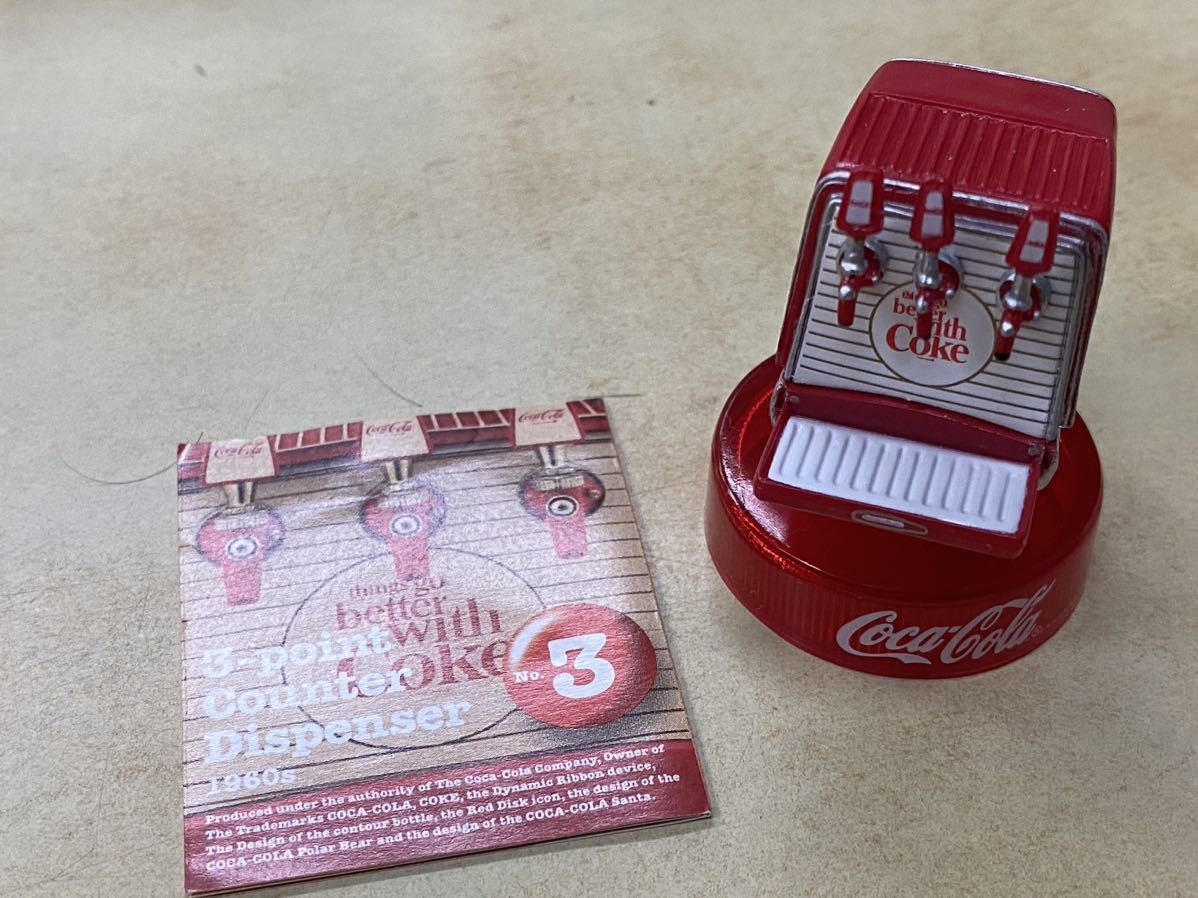 Coca-Cola
Coca-Cola
Coca-Cola
things go
better
with
Coke
3-point
Counter
Dispenser
1960s
No. 3
Produced under the authority of The Coca-Cola Company, Owner of
The Trademarks COCA-COLA, COKE, the Dynamic Ribbon device,
The Design of the contour bottle, the Red Disk icon, the design of the
COCA-COLA Polar Bear and the design of the COCA-COLA Santa.
better
with
Coke
Coca-Cola